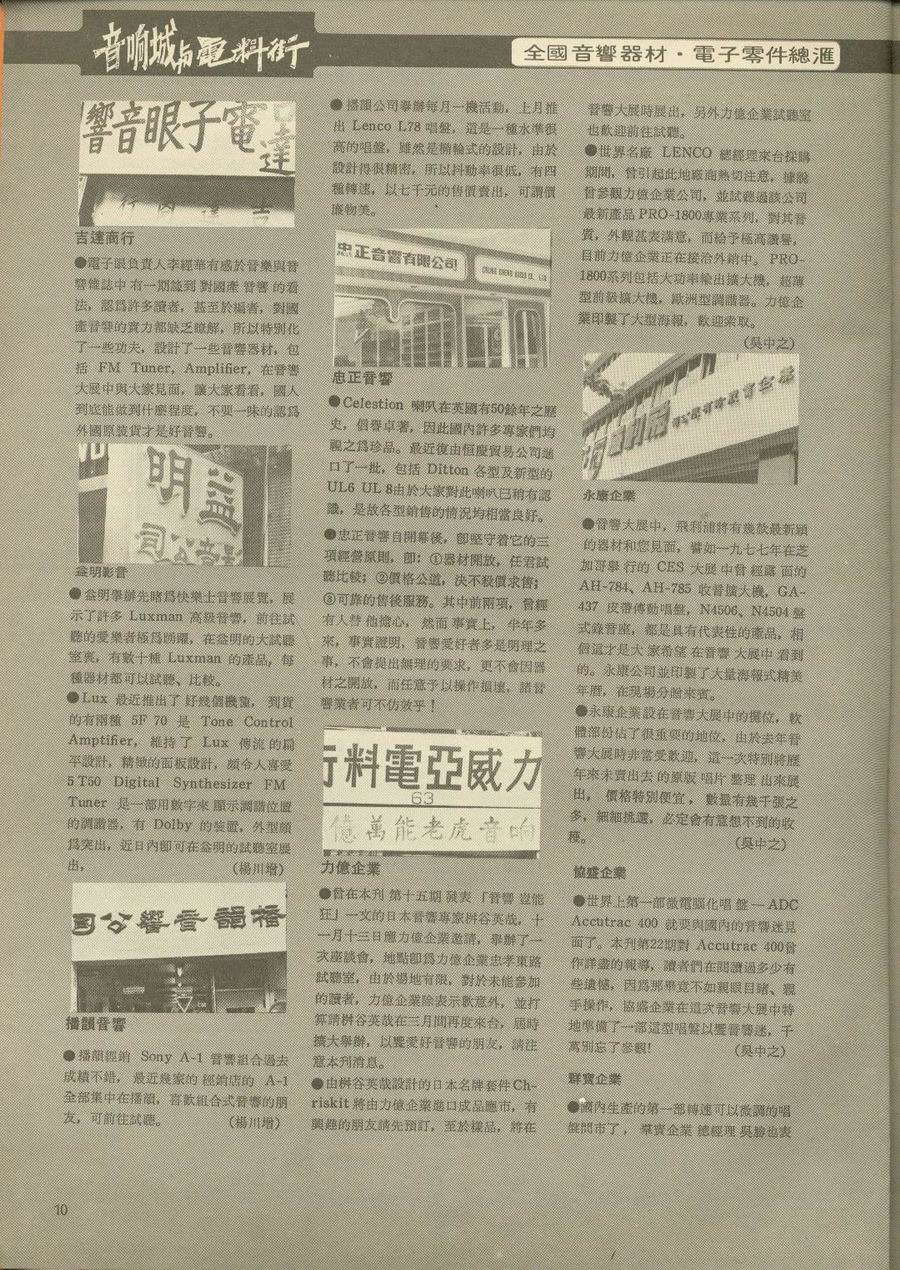 音响城与電料街
全國音響器材・電子零件總滙
響音眼子電
達
吉達商行
●電子眼負責人李經華有感於音樂與音
響雜誌中有一期談到對國產音響的看
法，認爲許多讀者，甚至於編者，對國
產音響的實力都缺乏瞭解，所以特別化
了一些功夫，設計了一些音響器材，包
括 FM Tuner, Amplifier, 在音響
大展中與大家見面，讓大家看看，國人
到底能做到什麼程度，不要一味的認爲
外國原裝貨才是好音響。
益明
益明影音
●益明舉辦先睹爲快樂士音響展覽，展
示了許多 Luxman 高級音響，前往試
聽的愛樂者極爲踴躍，在益明的大試聽
室裏，有數十種 Luxman 的產品，每
種器材都可以試聽、比較。
●Lux 最近推出了好幾個機種，到貨
的有兩種 5F 70 是 Tone Control
Amptifier, 維持了 Lux 傳流的扁
平設計，精緻的面板設計，頗令人喜愛
5 T50 Digital Synthesizer FM
Tuner 是一部用數字來顯示調諧位置
的調諧器，有 Dolby 的裝置，外型頗
爲突出，近日內卽可在益明的試聽室展
出，
（楊川增）
司公響音韻播
播韻音響
●播韻經銷 Sony A-1 音響組合過去
成績不錯，最近幾家的經銷店的 A-1
全部集中在播韻，喜歡組合式音響的朋
友，可前往試聽。
（楊川增）
●播韻公司舉辦每月一機活動，上月推
出 Lenco L78 唱盤，這是一種水準很
高的唱盤，雖然是橢輪式的設計，由於
設計得很精密，所以抖動率很低，有四
種轉速，以七千元的售價賣出，可謂價
廉物美。
忠正音響有限公司
CHUNG CHENG AUDIO CO., LTD
忠正音響
●Celestion 喇叭在英國有50餘年之歷
史，信譽卓著，因此國內許多專家們均
視之爲珍品。最近復由恒慶貿易公司進
口了一批，包括 Ditton 各型及新型的
UL6 UL 8由於大家對此喇叭已稍有認
識，是故各型銷售的情況均相當良好。
●忠正音響自開幕後，卽堅守着它的三
項經營原則，卽：①器材開放，任君試
聽比較；②價格公道，決不殺價求售；
③可靠的售後服務。其中前兩項，曾經
有人替他擔心，然而事實上，半年多
來，事實證明，音響愛好者多是明理之
事，不會提出無理的要求，更不會因器
材之開放，而任意予以操作損壞，諸音
響業者可不仿效乎！
行料電亞威力
63
億萬能老虎音响
力億企業
●曾在本刊第十五期發表「音響豈能
狂」一文的日本音響專家桝谷英哉，十
一月十三日應力億企業邀請，舉辦了一
次座談會，地點卽爲力億企業忠孝東路
試聽室，由於場地有限，對於未能參加
的讀者，力億企業除表示歉意外，並打
算請桝谷英哉在三月間再度來台，屆時
擴大舉辦，以饗愛好音響的朋友，請注
意本刊消息。
●由桝谷英哉設計的日本名牌套件Ch-
riskit 將由力億企業進口成品應市，有
興趣的朋友請先預訂，至於樣品，將在
音響大展時展出，另外力億企業試聽室
也歡迎前往試聽。
●世界名廠 LENCO 總經理來台採購
期間，曾引起此地廠商熱切注意，據說
曾參觀力億企業公司，並試聽過該公司
最新產品 PRO-1800專業系列，對其音
質，外觀甚表滿意，而給予極高讚譽，
目前力億企業正在接洽外銷中。 PRO-
1800系列包括大功率輸出擴大機，超薄
型前級擴大機，歐洲型調諧器。力億企
業印製了大型海報，歡迎索取。
（吳中之）
永康企業
●音響大展中，飛利浦將有幾款最新穎
的器材和您見面，譬如一九七七年在芝
加哥舉行的 CES 大展中曾經露面的
AH-784、AH-785 收音擴大機，GA-
437 皮帶傳動唱盤，N4506、N4504 盤
式錄音座，都是具有代表性的產品，相
信這才是大家希望在音響大展中看到
的。永康公司並印製了大量海報式精美
年曆，在現場分贈來賓。
●永康企業設在音響大展中的攤位，軟
體部份佔了很重要的地位，由於去年音
響大展時非常受歡迎，這一次特別將歷
年來未賣出去的原版唱片整理出來展
出，價格特別便宜，數量有幾千張之
多，細細挑選，必定會有意想不到的收
穫。
（吳中之）
協盛企業
●世界上第一部微電腦化唱盤—ADC
Accutrac 400 就要與國內的音響迷見
面了。本刊第22期對 Accutrac 400曾
作詳盡的報導，讀者們在閱讀過多少有
些遺憾，因爲那畢竟不如親眼目睹、親
手操作，協盛企業在這次音響大展中特
地準備了一部這型唱盤以饗音響迷，千
萬別忘了參觀!
（吳中之）
群寶企業
●國內生產的第一部轉速可以微調的唱
盤問市了，羣寶企業總經理吳勝也表
10